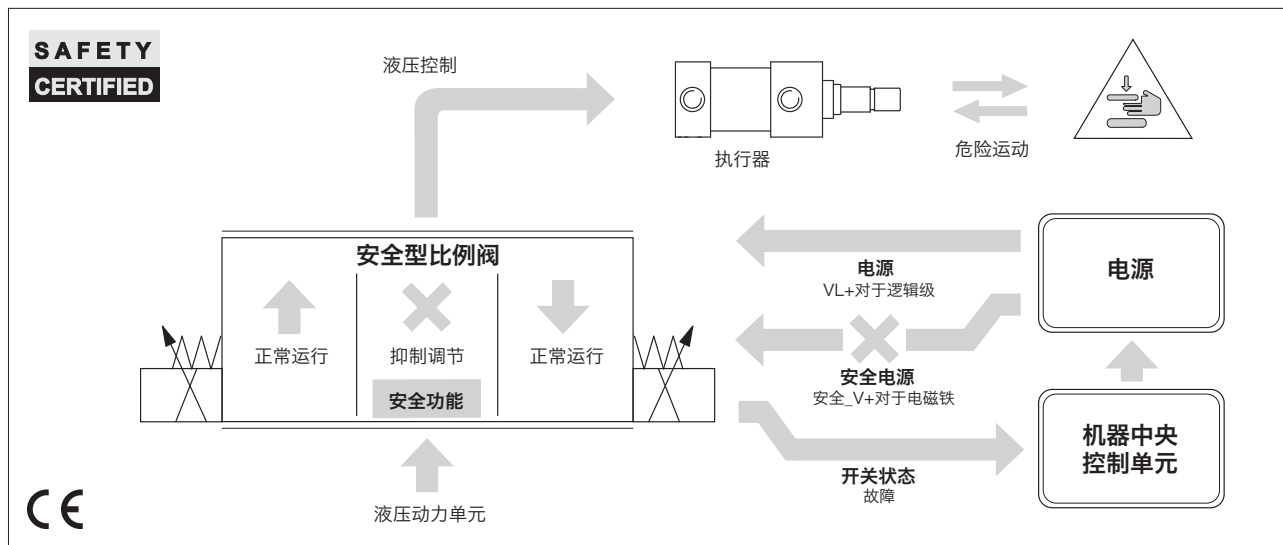 SAFETY
CERTIFIED
液压控制
执行器
危险运动
安全型比例阀
正常运行
抑制调节
正常运行
安全功能
液压动力单元
电源
VL+对于逻辑级
安全电源
安全_V+对于电磁铁
开关状态
故障
电源
机器中央
控制单元
CE